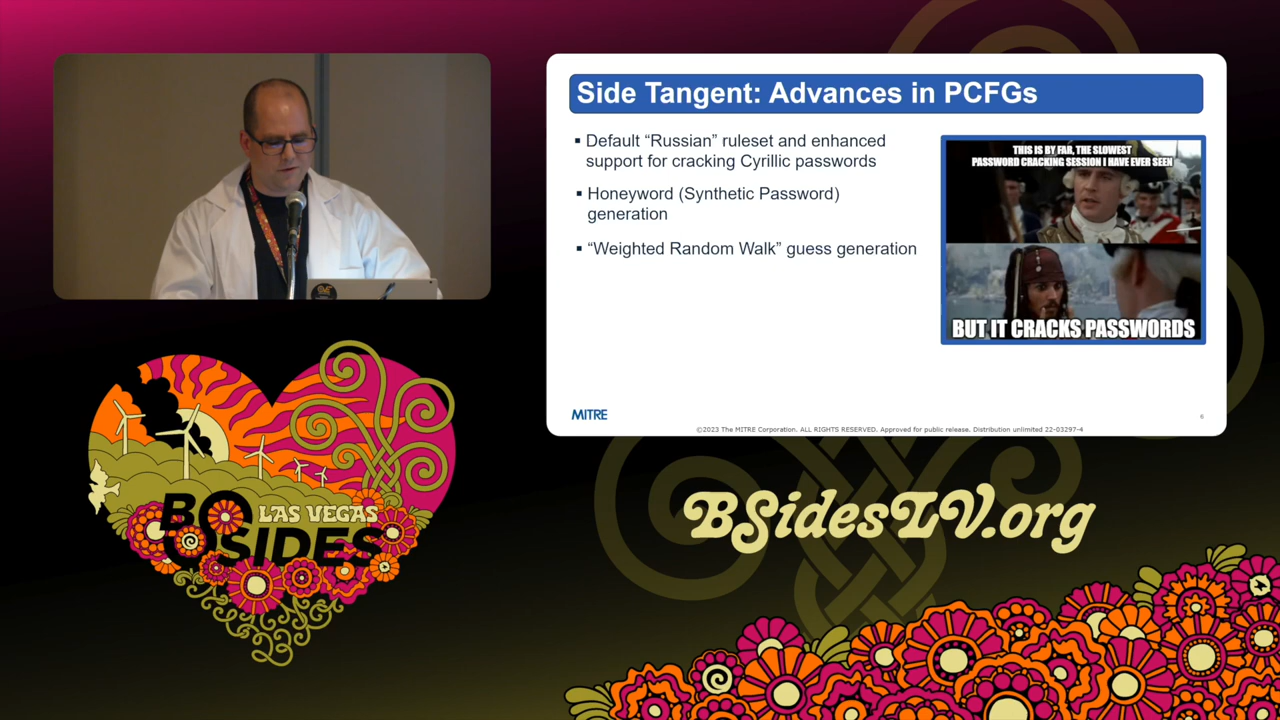 Side Tangent: Advances in PCFGs
▪ Default “Russian” ruleset and enhanced
support for cracking Cyrillic passwords
▪ Honeyword (Synthetic Password)
generation
▪ “Weighted Random Walk” guess generation
THIS IS BY FAR, THE SLOWEST
PASSWORD CRACKING SESSION I HAVE EVER SEEN
BUT IT CRACKS PASSWORDS
MITRE
©2023 The MITRE Corporation. ALL RIGHTS RESERVED. Approved for public release. Distribution unlimited 22-03297-4
6
BSIDES
LAS VEGAS
23
BSidesLV.org